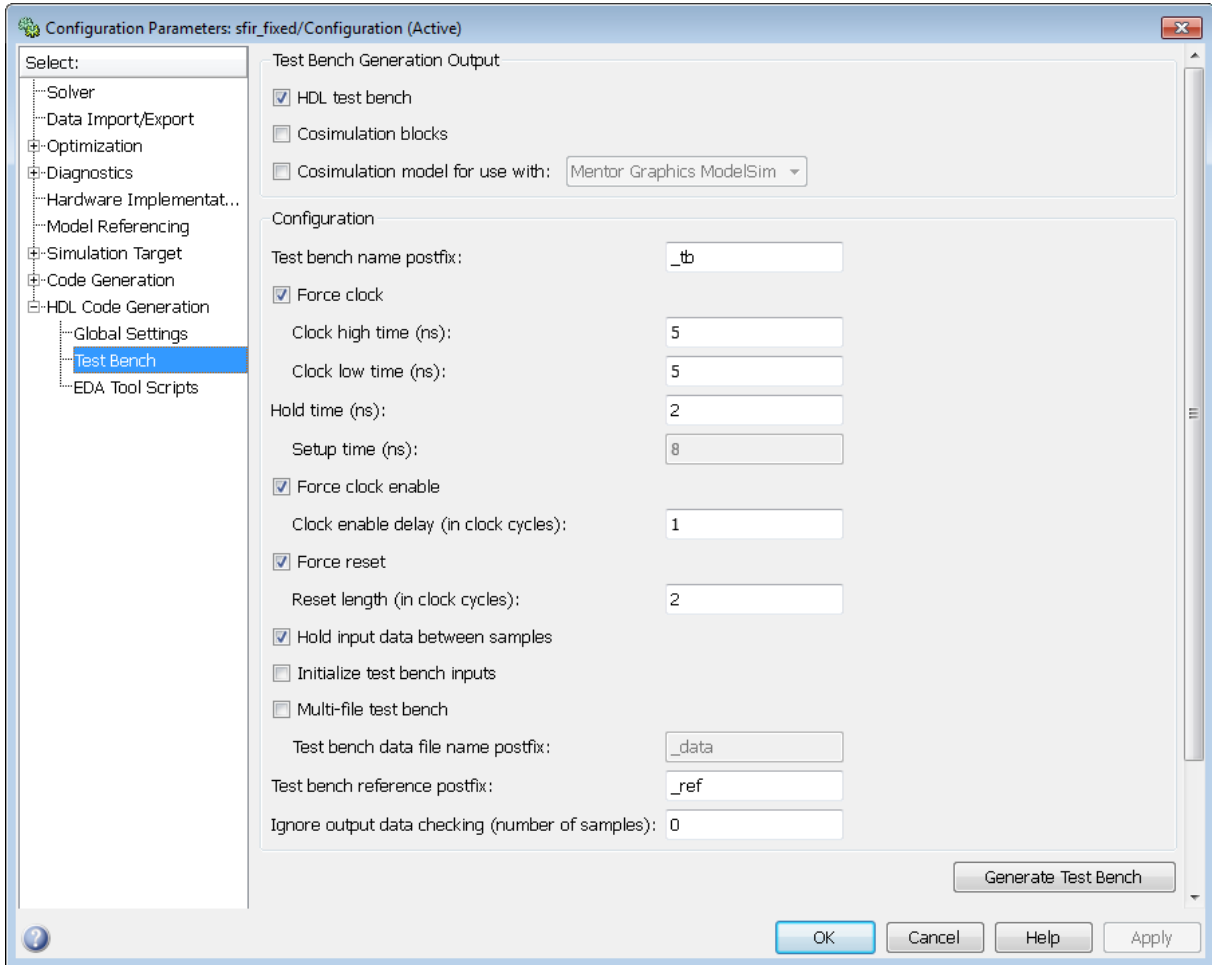 Configuration Parameters: sfir_fixed/Configuration (Active)
Select:
Solver
Data Import/Export
Optimization
Diagnostics
Hardware Implementat...
Model Referencing
Simulation Target
Code Generation
HDL Code Generation
Global Settings
Test Bench
EDA Tool Scripts
Test Bench Generation Output
HDL test bench
Cosimulation blocks
Cosimulation model for use with: Mentor Graphics ModelSim
Configuration
Test bench name postfix: _tb
Force clock
Clock high time (ns): 5
Clock low time (ns): 5
Hold time (ns): 2
Setup time (ns): 8
Force clock enable
Clock enable delay (in clock cycles): 1
Force reset
Reset length (in clock cycles): 2
Hold input data between samples
Initialize test bench inputs
Multi-file test bench
Test bench data file name postfix: _data
Test bench reference postfix: _ref
Ignore output data checking (number of samples): 0
Generate Test Bench
OK Cancel Help Apply